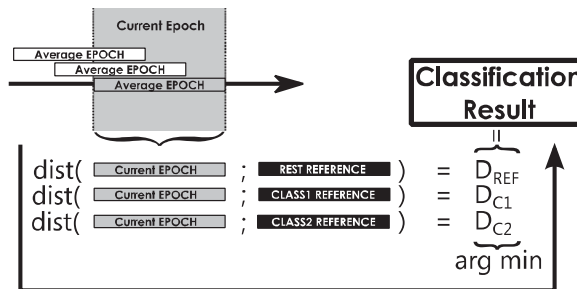 Current Epoch
Average EPOCH
Average EPOCH
Average EPOCH
Classification
Result
=
dist( Current EPOCH ; REST REFERENCE ) = D_REF
dist( Current EPOCH ; CLASS1 REFERENCE ) = D_C1
dist( Current EPOCH ; CLASS2 REFERENCE ) = D_C2
arg min